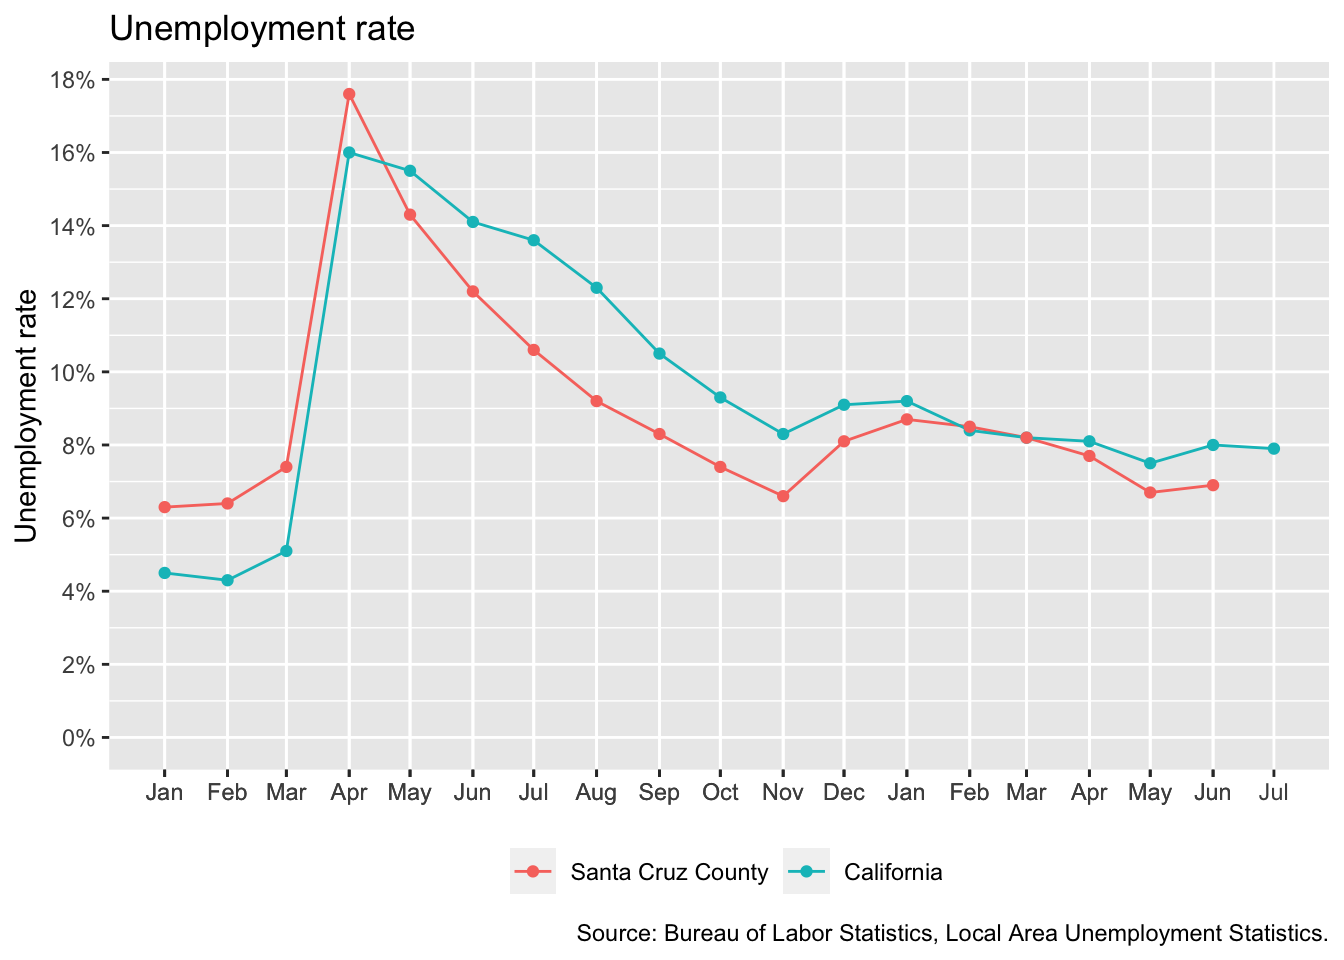 Unemployment rate
Unemployment rate
18%
16%
14%
12%
10%
8%
6%
4%
2%
0%
Jan Feb Mar Apr May Jun Jul Aug Sep Oct Nov Dec Jan Feb Mar Apr May Jun Jul
Santa Cruz County California
Source: Bureau of Labor Statistics, Local Area Unemployment Statistics.